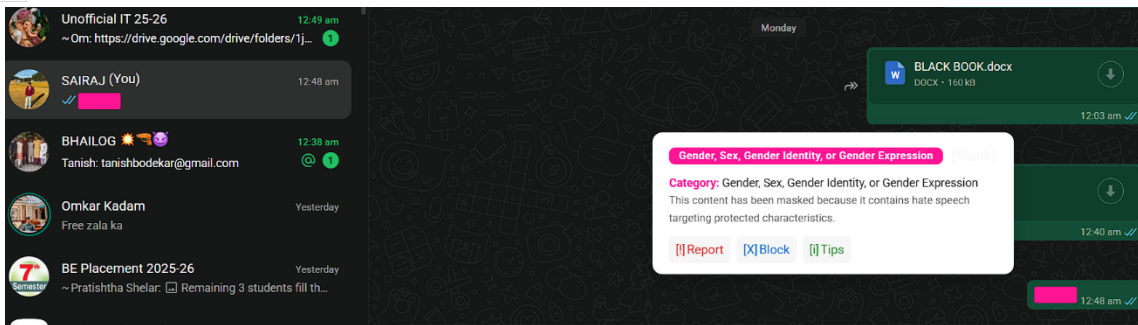 Unofficial IT 25-26
12:49 am
~ Om: https://drive.google.com/drive/folders/1j...
1
SAIRAJ (You)
12:48 am
BHAILOG 💥🔫😈
12:38 am
Tanish: tanishbodekar@gmail.com
@ 1
Omkar Kadam
Yesterday
Free zala ka
7th
Semester
BE Placement 2025-26
Yesterday
~ Pratishtha Shelar: Remaining 3 students fill th...
Monday
W
BLACK BOOK.docx
DOCX • 160 kB
12:03 am
Gender, Sex, Gender Identity, or Gender Expression
[Mask]
Category: Gender, Sex, Gender Identity, or Gender Expression
This content has been masked because it contains hate speech
targeting protected characteristics.
[!] Report
[X] Block
[i] Tips
12:40 am
12:48 am